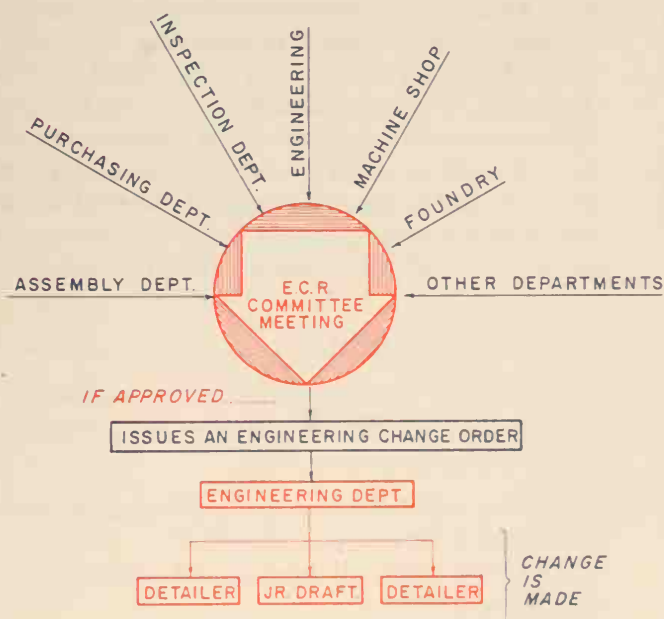 INSPECTION DEPT.
ENGINEERING
MACHINE SHOP
PURCHASING DEPT.
FOUNDRY
ASSEMBLY DEPT.
OTHER DEPARTMENTS
E.C.R.
COMMITTEE
MEETING
IF APPROVED
ISSUES AN ENGINEERING CHANGE ORDER
ENGINEERING DEPT.
DETAILER
JR. DRAFT.
DETAILER
CHANGE
IS
MADE